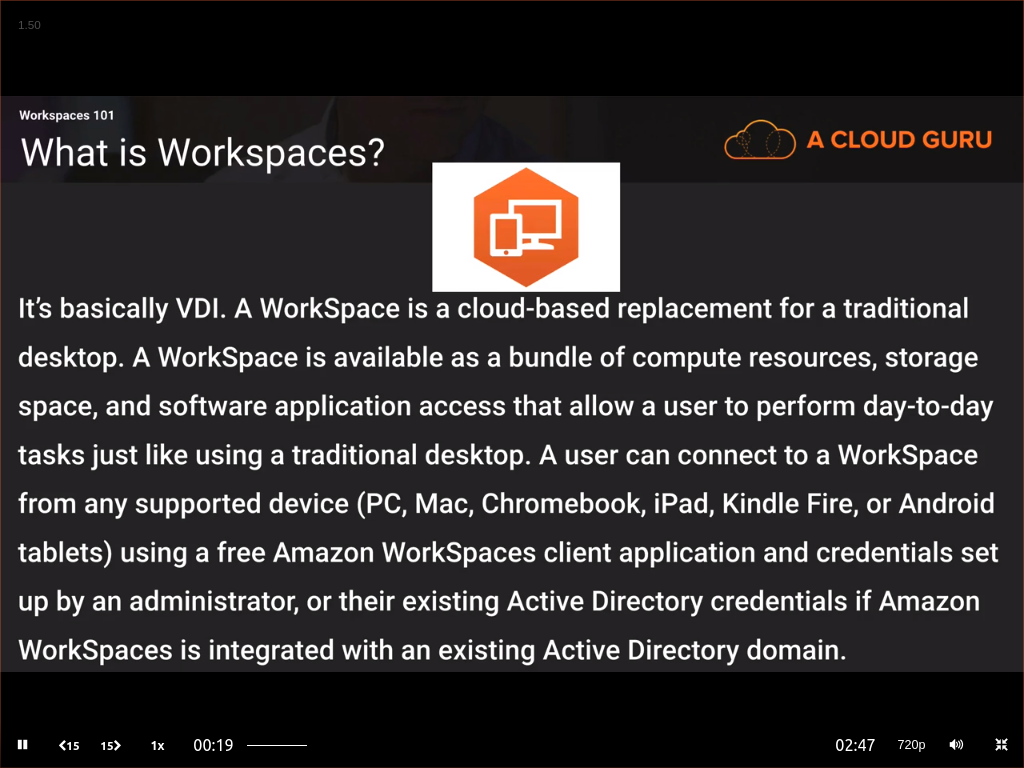 1.50
Workspaces 101
What is Workspaces?
A CLOUD GURU
It’s basically VDI. A WorkSpace is a cloud-based replacement for a traditional
desktop. A WorkSpace is available as a bundle of compute resources, storage
space, and software application access that allow a user to perform day-to-day
tasks just like using a traditional desktop. A user can connect to a WorkSpace
from any supported device (PC, Mac, Chromebook, iPad, Kindle Fire, or Android
tablets) using a free Amazon WorkSpaces client application and credentials set
up by an administrator, or their existing Active Directory credentials if Amazon
WorkSpaces is integrated with an existing Active Directory domain.
15 15 1x 00:19 02:47 720p